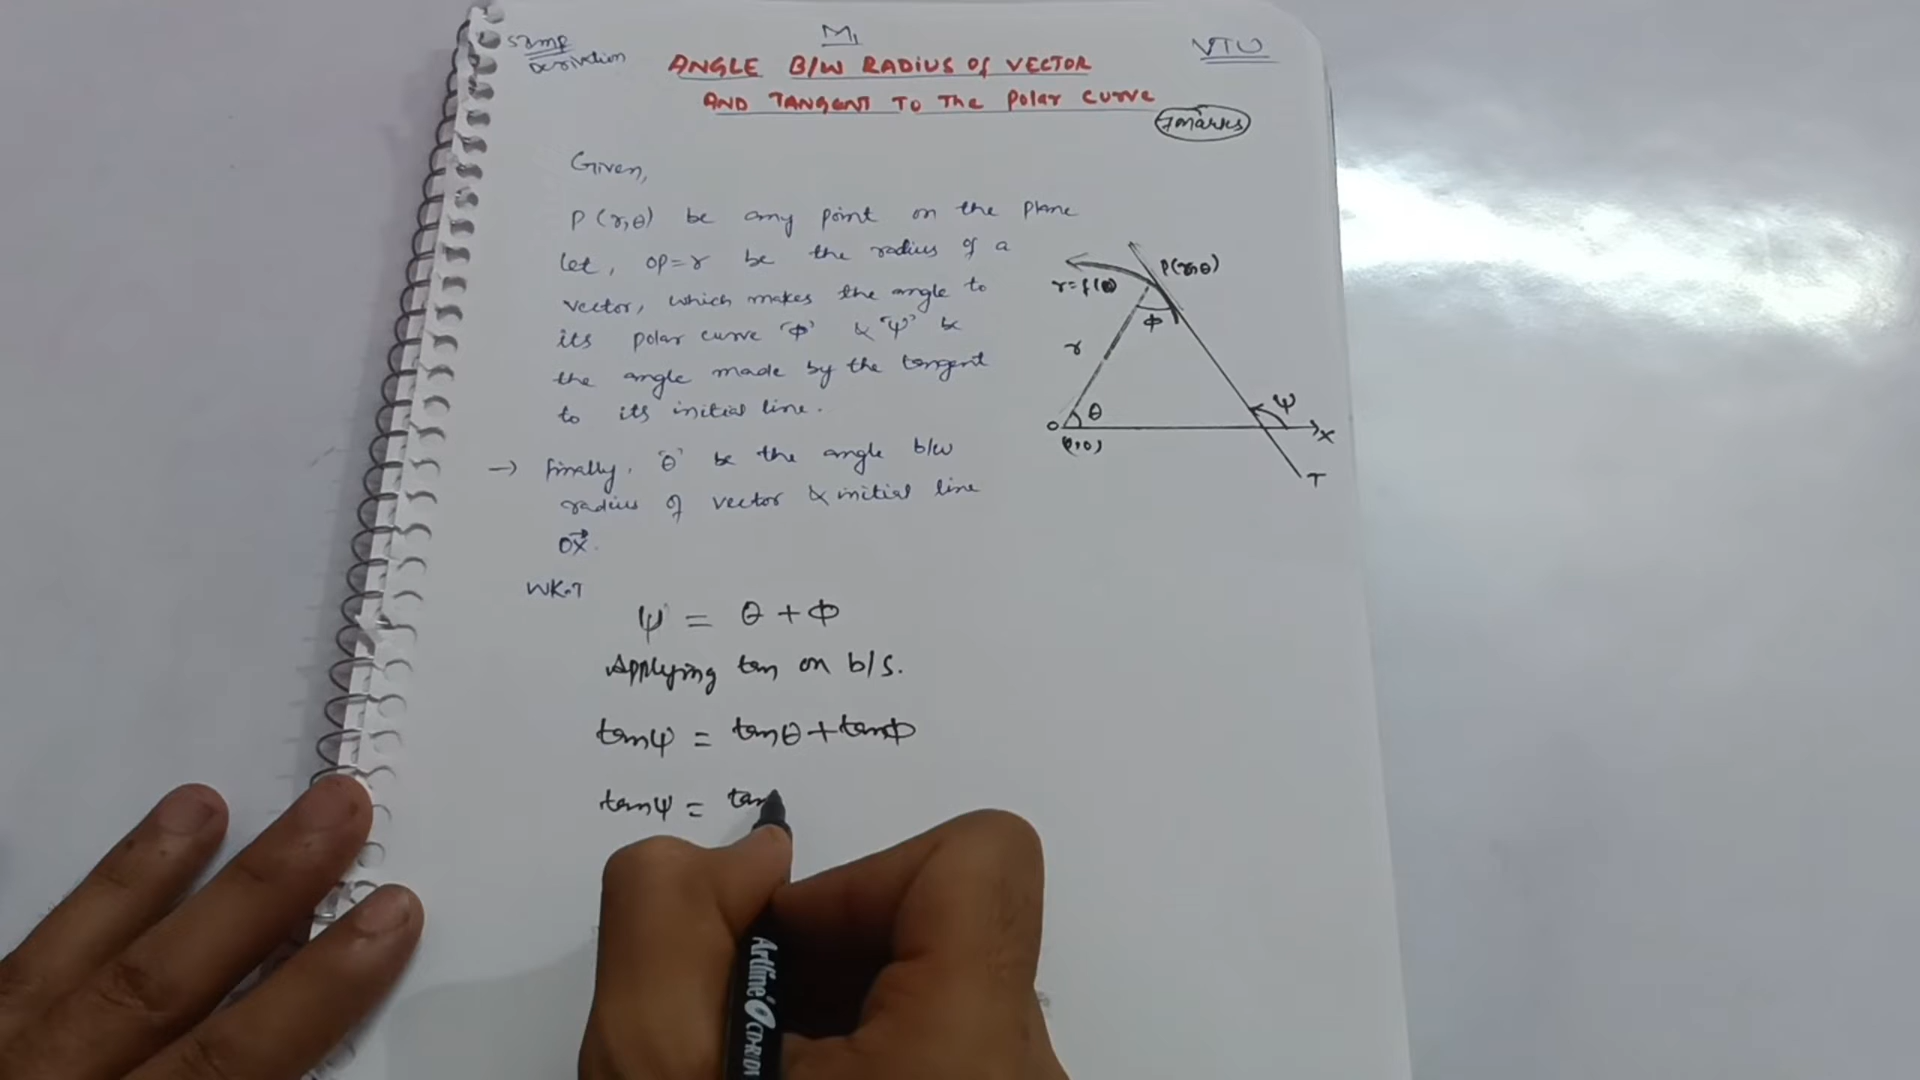 M1
VTU
Derivation
ANGLE B/W RADIUS OF VECTOR
AND TANGENT TO THE POLAR CURVE
7marks
Given,
P(r,θ) be any point on the plane
let, OP=r be the radius of a
vector, which makes the angle to
its polar curve 'ϕ' & 'ψ' be
the angle made by the tangent
to its initial line.
→ finally, 'θ' be the angle b/w
radius of vector & initial line
OX⃗.
P(r,θ)
r=f(θ)
ϕ
r
θ
ψ
O
X
(0,0)
T
WK.T
ψ = θ + ϕ
Applying tan on b/s.
tanψ = tanθ + tanϕ
tanψ = tan
Artline CD-R/D